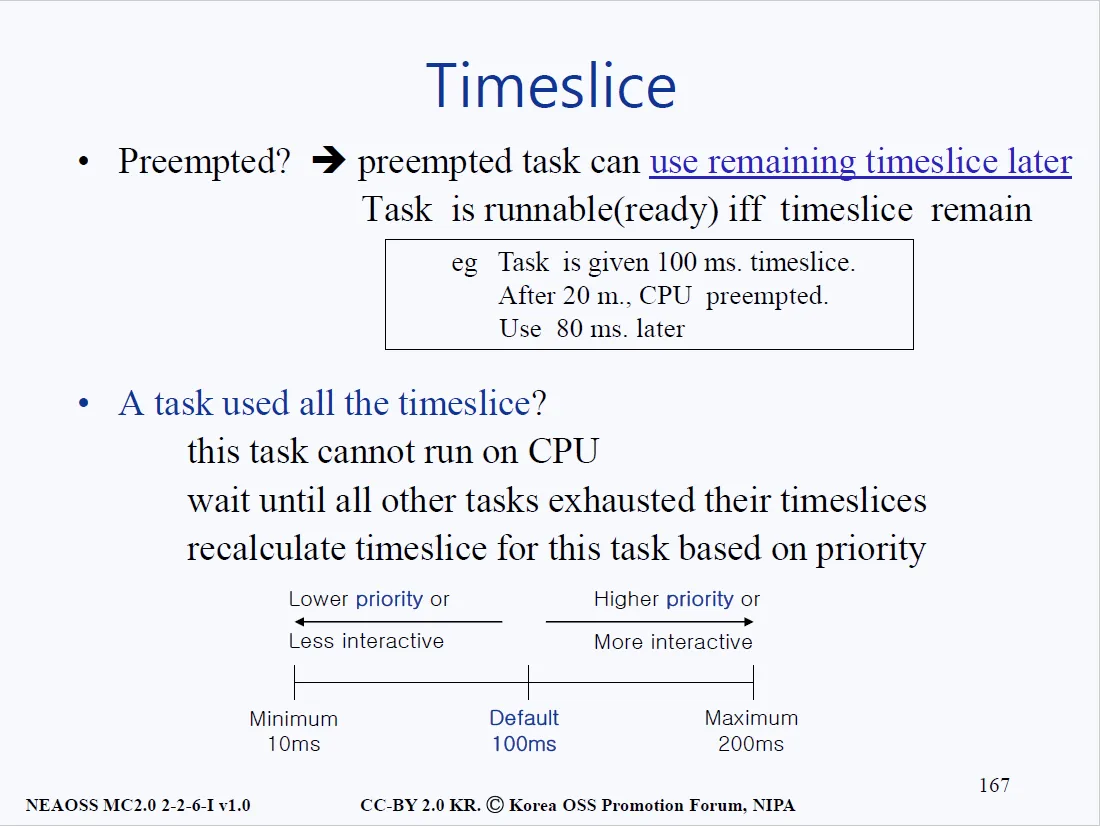 Timeslice
• Preempted? ➔ preempted task can use remaining timeslice later
Task is runnable(ready) iff timeslice remain
eg Task is given 100 ms. timeslice.
After 20 m., CPU preempted.
Use 80 ms. later
• A task used all the timeslice?
this task cannot run on CPU
wait until all other tasks exhausted their timeslices
recalculate timeslice for this task based on priority
Lower priority or
Less interactive
Higher priority or
More interactive
Minimum
10ms
Default
100ms
Maximum
200ms
167
NEAOSS MC2.0 2-2-6-I v1.0
CC-BY 2.0 KR. Ⓒ Korea OSS Promotion Forum, NIPA